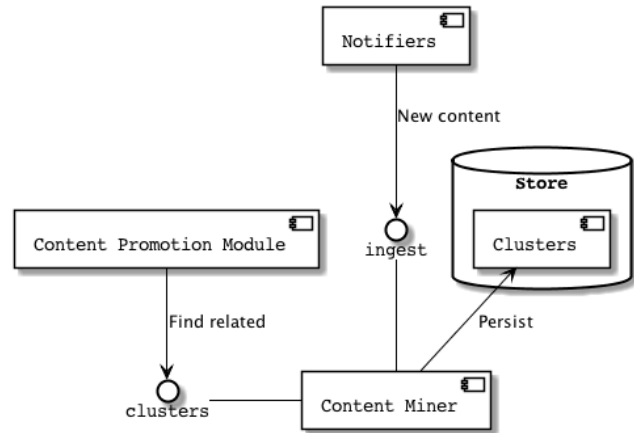 Notifiers
New content
Store
Content Promotion Module
Clusters
ingest
Find related
Persist
clusters
Content Miner